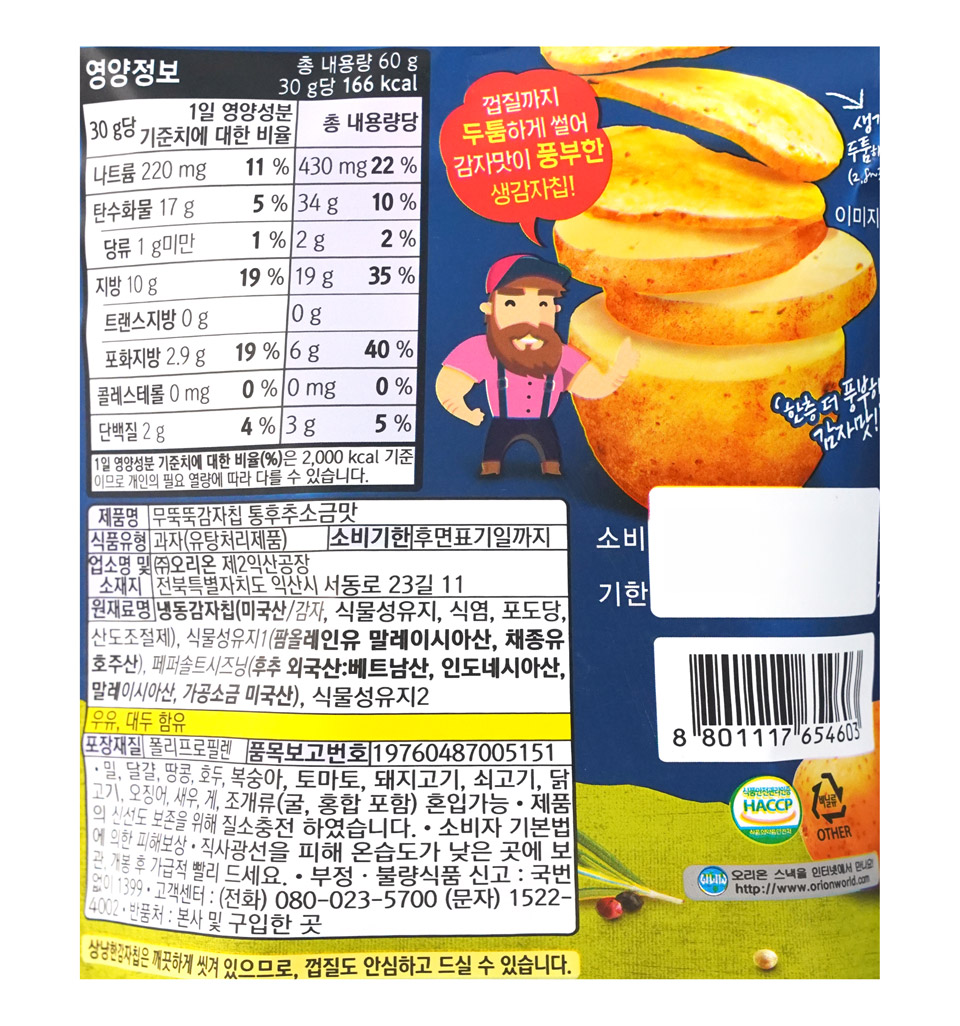 영양정보
총 내용량 60 g
30 g당 166 kcal
30 g당 1일 영양성분 기준치에 대한 비율 총 내용량당
나트륨 220 mg 11 % 430 mg 22 %
탄수화물 17 g 5 % 34 g 10 %
당류 1 g미만 1 % 2 g 2 %
지방 10 g 19 % 19 g 35 %
트랜스지방 0 g 0 g
포화지방 2.9 g 19 % 6 g 40 %
콜레스테롤 0 mg 0 % 0 mg 0 %
단백질 2 g 4 % 3 g 5 %
1일 영양성분 기준치에 대한 비율(%)은 2,000 kcal 기준
이므로 개인의 필요 열량에 따라 다를 수 있습니다.
껍질까지
두툼하게 썰어
감자맛이 풍부한
생감자칩!
이미지
한층 더 풍부한
감자맛!
제품명 무뚝뚝감자칩 통후추소금맛
식품유형 과자(유탕처리제품) 소비기한 후면표기일까지
업소명 및 소재지 ㈜오리온 제2익산공장
전북특별자치도 익산시 서동로 23길 11
원재료명 냉동감자칩(미국산/감자, 식물성유지, 식염, 포도당,
산도조절제), 식물성유지1(팜올레인유 말레이시아산, 채종유
호주산), 페퍼솔트시즈닝(후추 외국산:베트남산, 인도네시아산,
말레이시아산, 가공소금 미국산), 식물성유지2
우유, 대두 함유
포장재질 폴리프로필렌 품목보고번호 19760487005151
• 밀, 달걀, 땅콩, 호두, 복숭아, 토마토, 돼지고기, 쇠고기, 닭
고기, 오징어, 새우, 게, 조개류(굴, 홍합 포함) 혼입가능 • 제품
의 신선도 보존을 위해 질소충전 하였습니다. • 소비자 기본법
에 의한 피해보상 • 직사광선을 피해 온습도가 낮은 곳에 보
관, 개봉 후 가급적 빨리 드세요. • 부정 · 불량식품 신고 : 국번
없이 1399 • 고객센터 : (전화) 080-023-5700 (문자) 1522-
4002 • 반품처 : 본사 및 구입한 곳
상냥한감자칩은 깨끗하게 씻겨 있으므로, 껍질도 안심하고 드실 수 있습니다.
소비
기한
8 801117 654603
식품안전관리인증
HACCP
식품의약품안전처
비닐류
OTHER
오리온 스낵을 인터넷에서 만나요!
http://www.orionworld.com